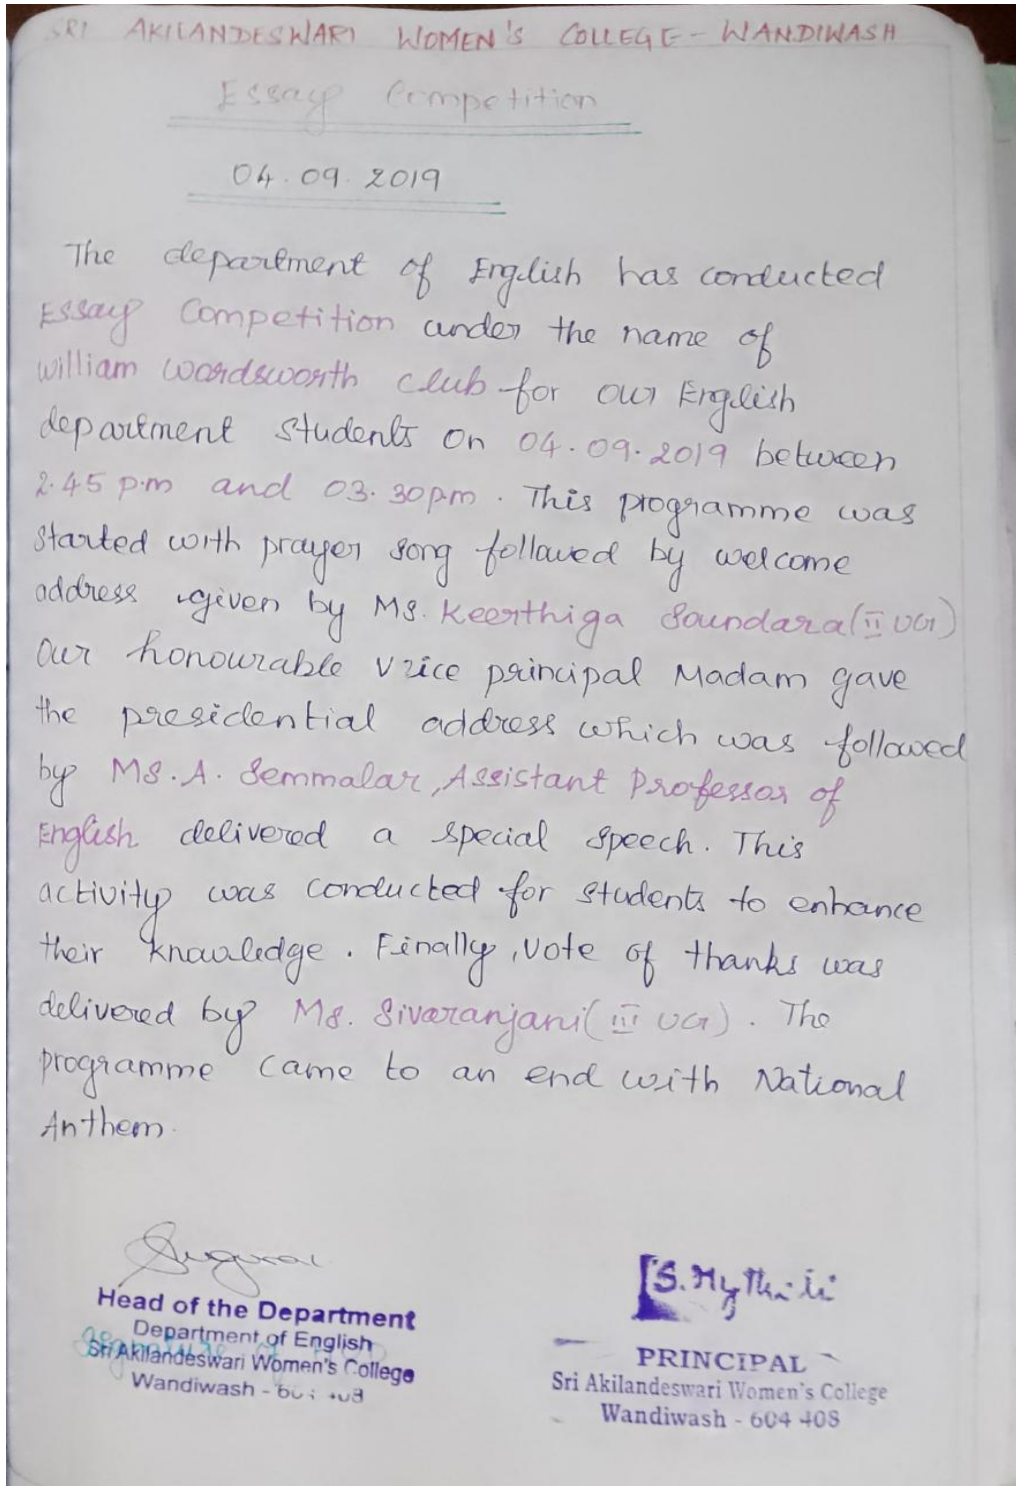 SRI AKILANDESWARI WOMEN'S COLLEGE - WANDIWASH
Essay Competition
04.09.2019
The department of English has conducted
Essay Competition under the name of
William Wordsworth Club for our English
department students on 04.09.2019 between
2.45 p.m and 03.30pm. This programme was
started with prayer song followed by welcome
address given by Ms. Keerthiga Soundara (II UG)
Our honourable Vice principal Madam gave
the presidential address which was followed
by Ms. A. Semmalar, Assistant Professor of
English delivered a special speech. This
activity was conducted for students to enhance
their knowledge. Finally, vote of thanks was
delivered by Ms. Sivaranjani (III UG). The
programme came to an end with National
Anthem.
Head of the Department
Department of English
Sri Akilandeswari Women's College
Wandiwash -
S. Mythili
PRINCIPAL
Sri Akilandeswari Women's College
Wandiwash - 604 408